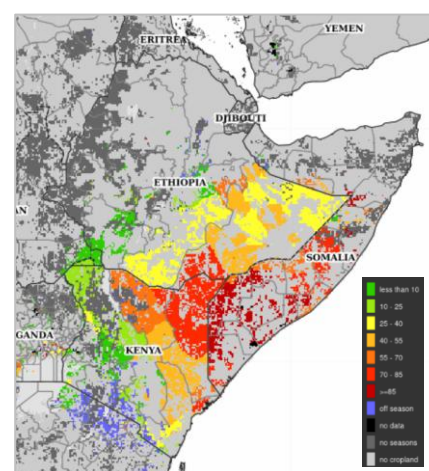 YEMEN
ERITREA
DJIBOUTI
ETHIOPIA
AN
SOMALIA
GANDA
KENYA
less than 10
10 - 25
25 - 40
40 - 55
55 - 70
70 - 85
>=85
off season
no data
no seasons
no cropland